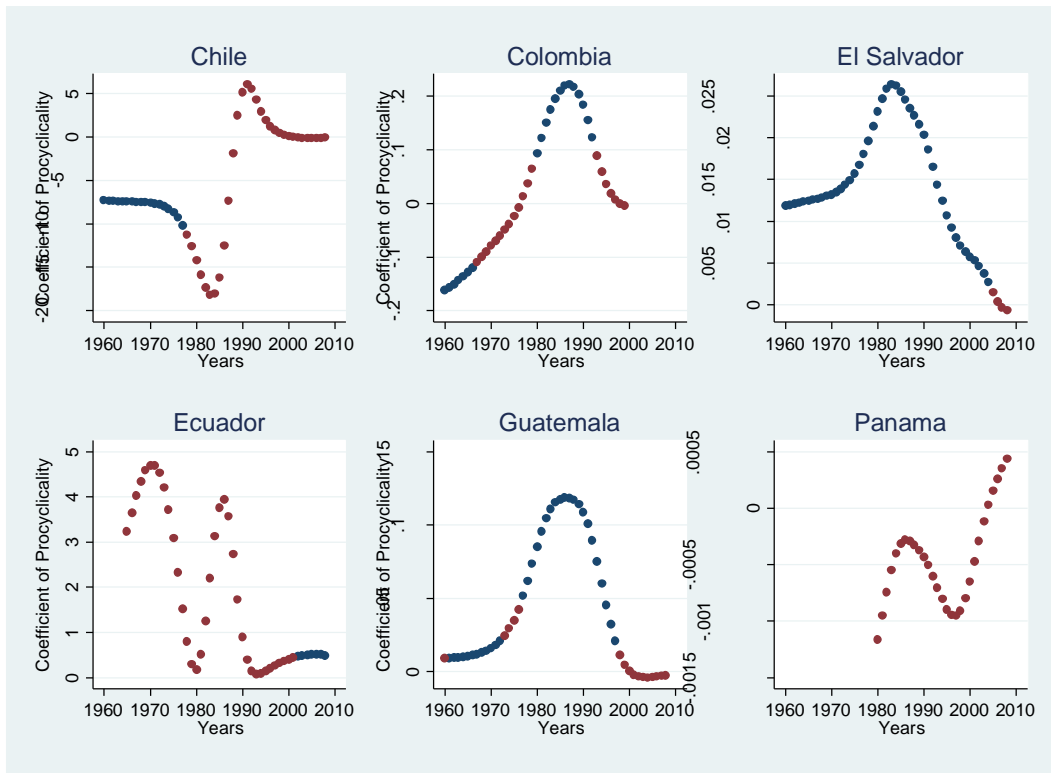 Chile
Coefficient of Procyclicality
5
0
-5
-10
-20
1960 1970 1980 1990 2000 2010
Years
Colombia
Coefficient of Procyclicality
.2
.1
0
-.1
-.2
1960 1970 1980 1990 2000 2010
Years
El Salvador
.025
.02
.015
.01
.005
0
1960 1970 1980 1990 2000 2010
Years
Ecuador
Coefficient of Procyclicality
5
4
3
2
1
0
1960 1970 1980 1990 2000 2010
Years
Guatemala
Coefficient of Procyclicality
.15
.1
.05
0
1960 1970 1980 1990 2000 2010
Years
Panama
.0005
0
-.0005
-.001
-.0015
1960 1970 1980 1990 2000 2010
Years